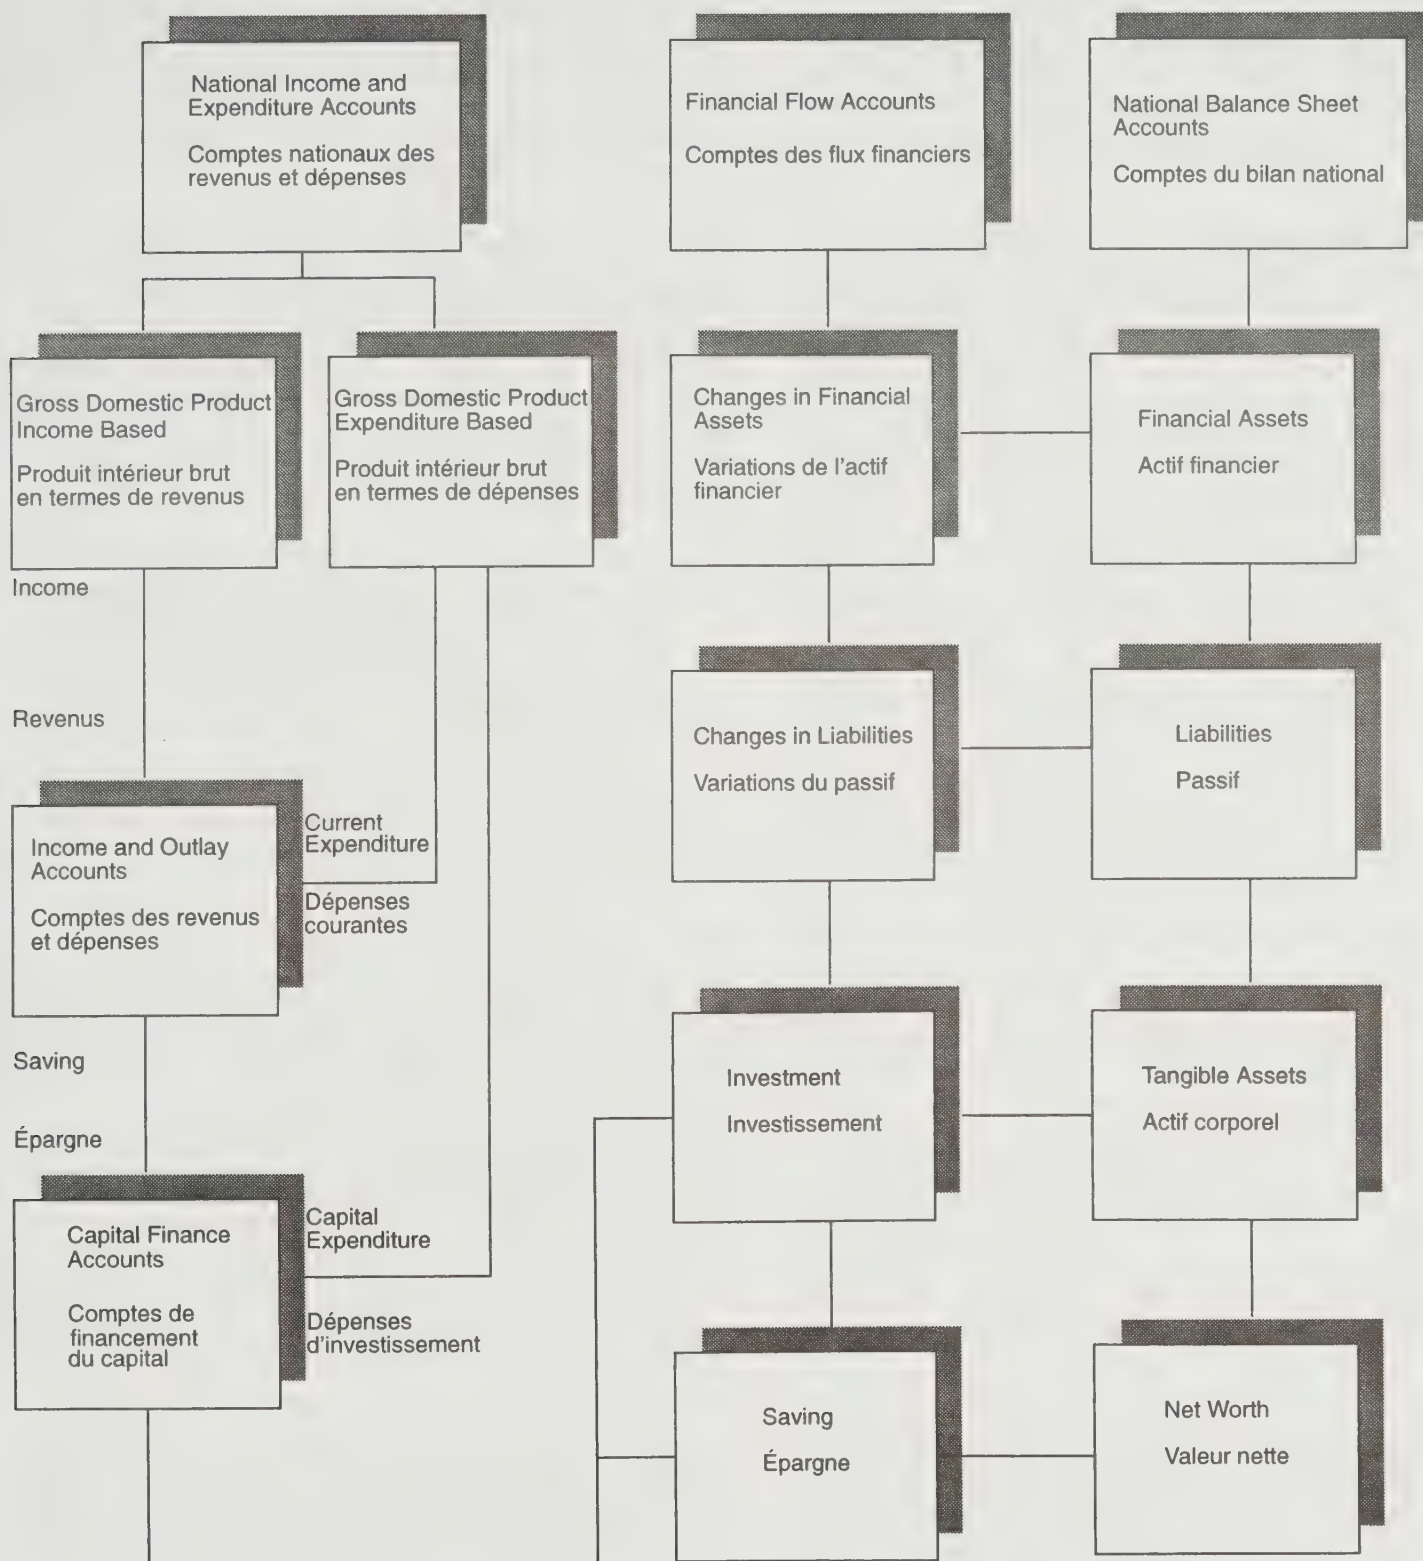 National Income and
Expenditure Accounts
Comptes nationaux des
revenus et dépenses
Financial Flow Accounts
Comptes des flux financiers
National Balance Sheet
Accounts
Comptes du bilan national
Gross Domestic Product
Income Based
Produit intérieur brut
en termes de revenus
Gross Domestic Product
Expenditure Based
Produit intérieur brut
en termes de dépenses
Changes in Financial
Assets
Variations de l'actif
financier
Financial Assets
Actif financier
Income
Revenus
Changes in Liabilities
Variations du passif
Liabilities
Passif
Income and Outlay
Accounts
Comptes des revenus
et dépenses
Current
Expenditure
Dépenses
courantes
Saving
Épargne
Investment
Investissement
Tangible Assets
Actif corporel
Capital Finance
Accounts
Comptes de
financement
du capital
Capital
Expenditure
Dépenses
d'investissement
Saving
Épargne
Net Worth
Valeur nette